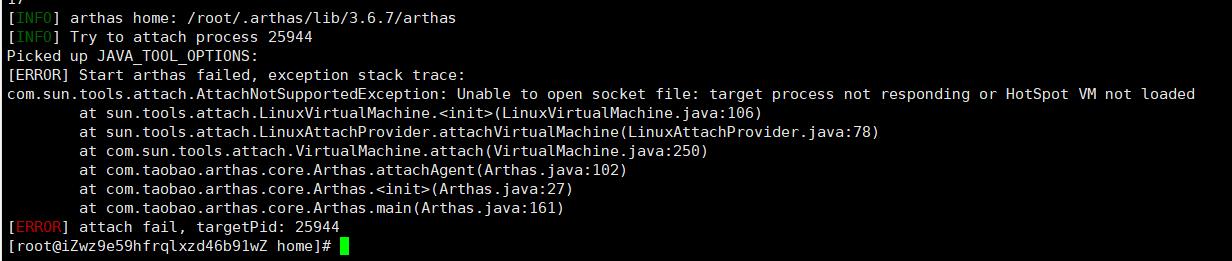 17
[INFO] arthas home: /root/.arthas/lib/3.6.7/arthas
[INFO] Try to attach process 25944
Picked up JAVA_TOOL_OPTIONS:
[ERROR] Start arthas failed, exception stack trace:
com.sun.tools.attach.AttachNotSupportedException: Unable to open socket file: target process not responding or HotSpot VM not loaded
        at sun.tools.attach.LinuxVirtualMachine.<init>(LinuxVirtualMachine.java:106)
        at sun.tools.attach.LinuxAttachProvider.attachVirtualMachine(LinuxAttachProvider.java:78)
        at com.sun.tools.attach.VirtualMachine.attach(VirtualMachine.java:250)
        at com.taobao.arthas.core.Arthas.attachAgent(Arthas.java:102)
        at com.taobao.arthas.core.Arthas.<init>(Arthas.java:27)
        at com.taobao.arthas.core.Arthas.main(Arthas.java:161)
[ERROR] attach fail, targetPid: 25944
[root@iZwz9e59hfrqlxzd46b91wZ home]#